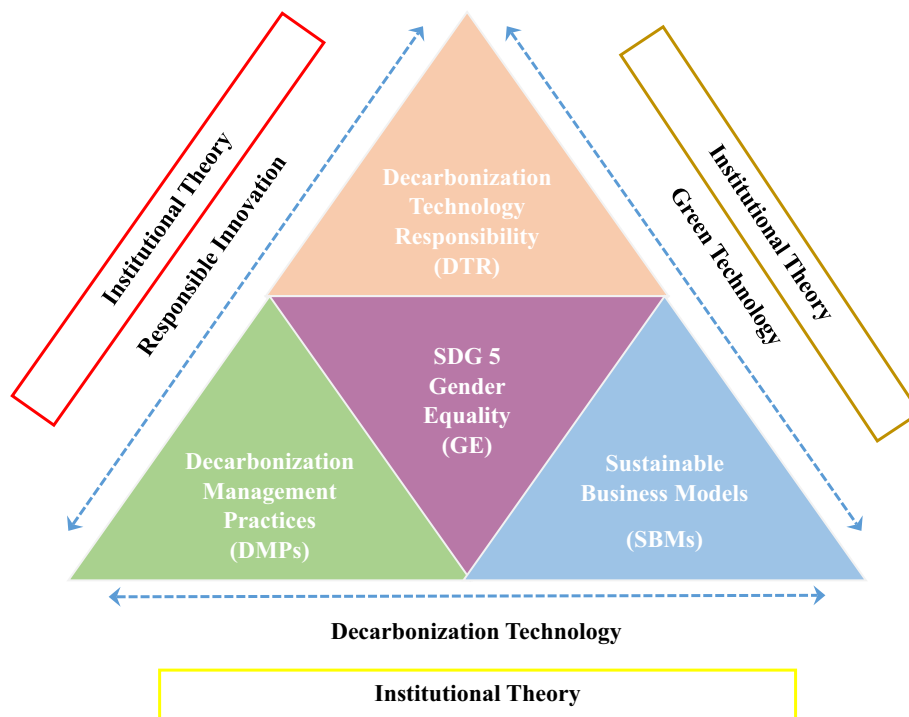 Institutional Theory
Responsible Innovation
Institutional Theory
Green Technology
Decarbonization
Technology
Responsibility
(DTR)
SDG 5
Gender
Equality
(GE)
Decarbonization
Management
Practices
(DMPs)
Sustainable
Business Models
(SBMs)
Decarbonization Technology
Institutional Theory